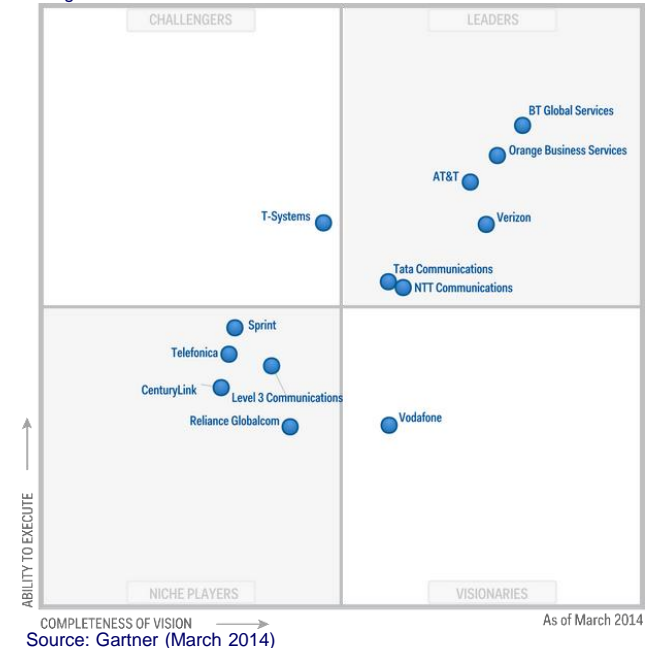 CHALLENGERS
LEADERS
BT Global Services
Orange Business Services
AT&T
T-Systems
Verizon
Tata Communications
NTT Communications
Sprint
Telefonica
CenturyLink
Level 3 Communications
Reliance Globalcom
Vodafone
ABILITY TO EXECUTE
NICHE PLAYERS
VISIONARIES
COMPLETENESS OF VISION
As of March 2014
Source: Gartner (March 2014)